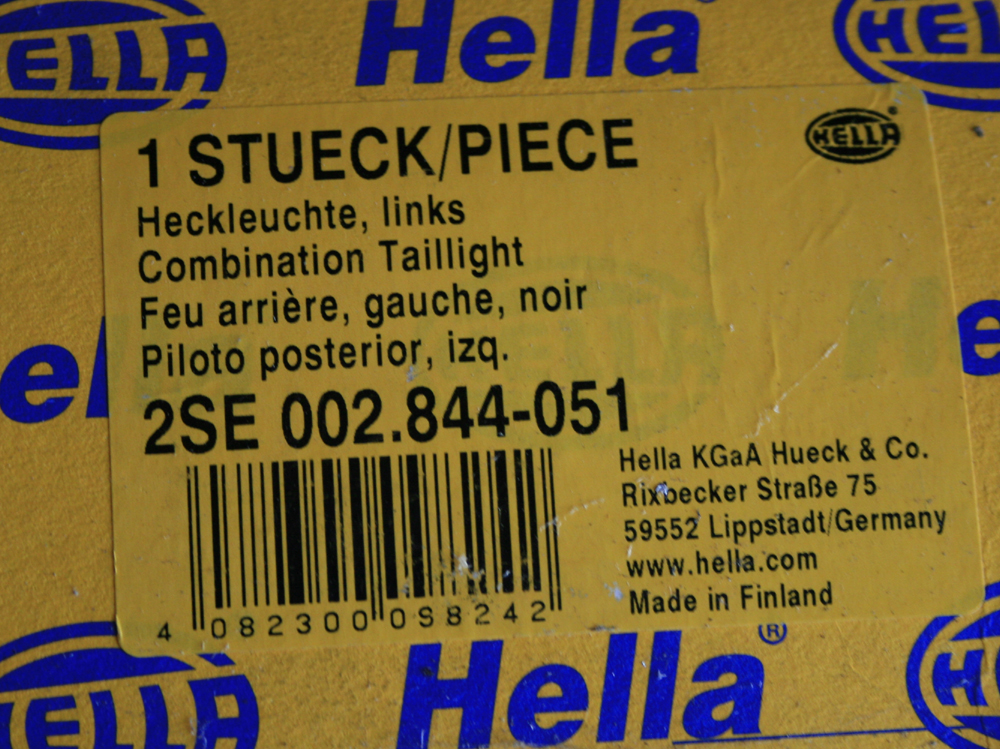 HELLA Hella HELLA
1 STUECK/PIECE HELLA®
Heckleuchte, links
Combination Taillight
Feu arrière, gauche, noir
Piloto posterior, izq.
2SE 002.844-051
Hella KGaA Hueck & Co.
Rixbecker Straße 75
59552 Lippstadt/Germany
www.hella.com
Made in Finland
4 082300 098242
HELLA Hella®